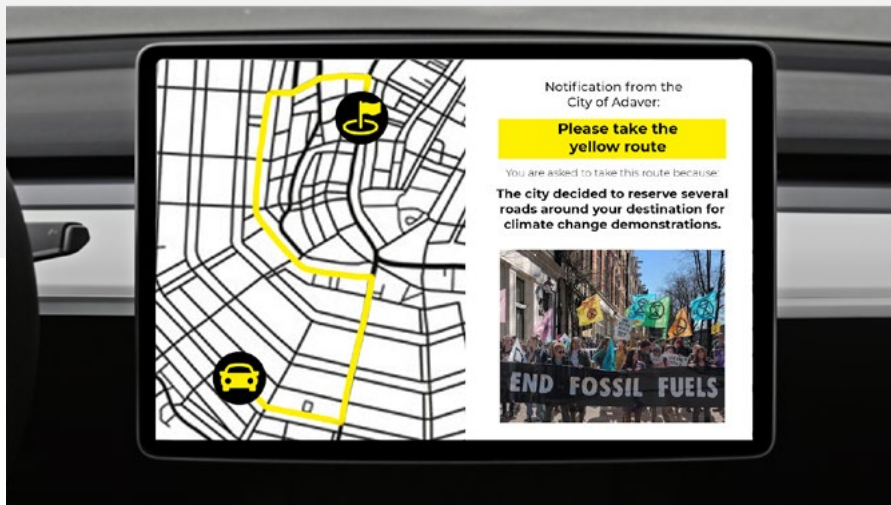 Notification from the
City of Adaver:
Please take the
yellow route
You are asked to take this route because:
The city decided to reserve several
roads around your destination for
climate change demonstrations.
END FOSSIL FUELS